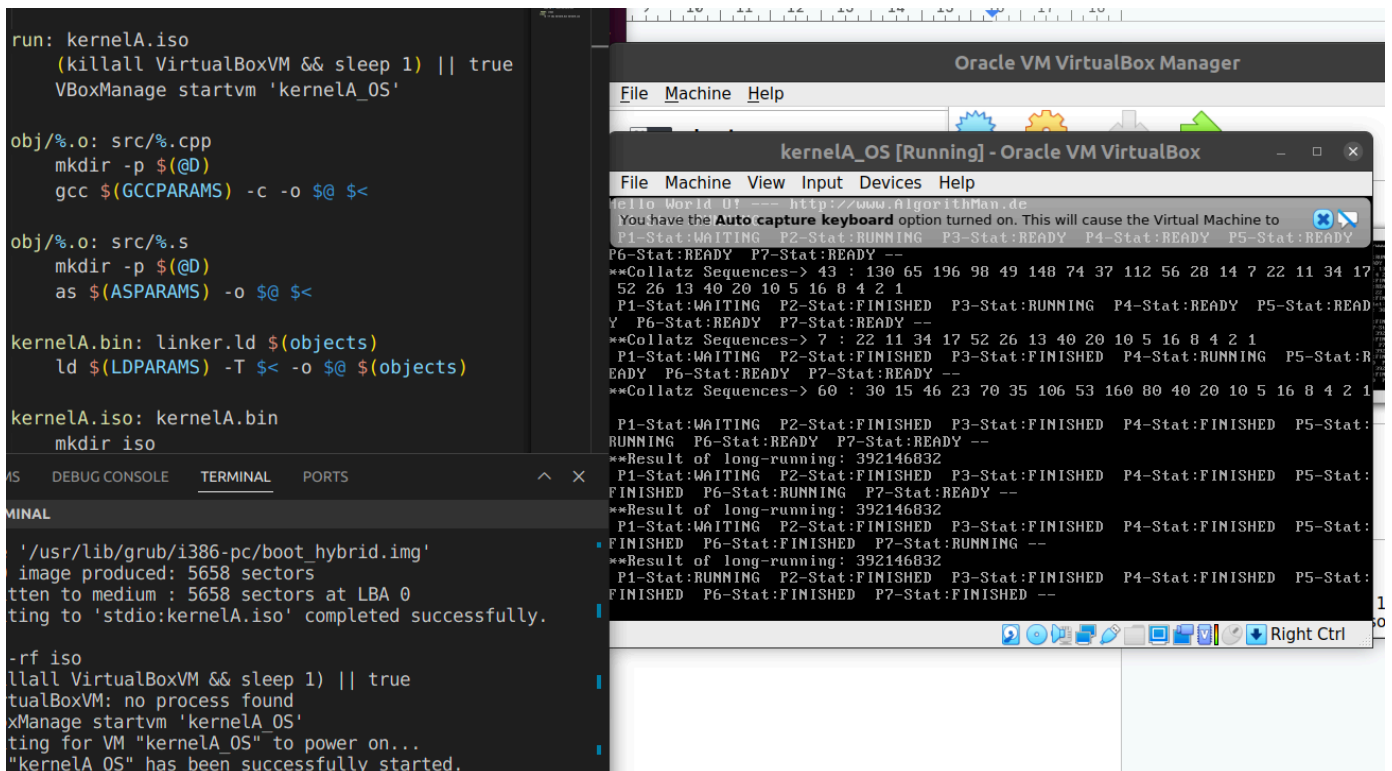 run: kernelA.iso
(killall VirtualBoxVM && sleep 1) || true
VBoxManage startvm 'kernelA_OS'
obj/%.o: src/%.cpp
mkdir -p $(@D)
gcc $(GCCPARAMS) -c -o $@ $<
obj/%.o: src/%.s
mkdir -p $(@D)
as $(ASPARAMS) -o $@ $<
kernelA.bin: linker.ld $(objects)
ld $(LDPARAMS) -T $< -o $@ $(objects)
kernelA.iso: kernelA.bin
mkdir iso
MS DEBUG CONSOLE TERMINAL PORTS
MINAL
'/usr/lib/grub/i386-pc/boot_hybrid.img'
image produced: 5658 sectors
tten to medium : 5658 sectors at LBA 0
ting to 'stdio:kernelA.iso' completed successfully.
-rf iso
llall VirtualBoxVM && sleep 1) || true
tualBoxVM: no process found
xManage startvm 'kernelA_OS'
ting for VM "kernelA_OS" to power on...
"kernelA_OS" has been successfully started.
9 10 11 12 13 14 15 16 17 18
Oracle VM VirtualBox Manager
File Machine Help
kernelA_OS [Running] - Oracle VM VirtualBox
File Machine View Input Devices Help
Hello World U! --- http://www.AlgorithMan.de
You have the Auto capture keyboard option turned on. This will cause the Virtual Machine to
P1-Stat:WAITING P2-Stat:RUNNING P3-Stat:READY P4-Stat:READY P5-Stat:READY
P6-Stat:READY P7-Stat:READY --
**Collatz Sequences-> 43 : 130 65 196 98 49 148 74 37 112 56 28 14 7 22 11 34 17
52 26 13 40 20 10 5 16 8 4 2 1
P1-Stat:WAITING P2-Stat:FINISHED P3-Stat:RUNNING P4-Stat:READY P5-Stat:READ
Y P6-Stat:READY P7-Stat:READY --
**Collatz Sequences-> 7 : 22 11 34 17 52 26 13 40 20 10 5 16 8 4 2 1
P1-Stat:WAITING P2-Stat:FINISHED P3-Stat:FINISHED P4-Stat:RUNNING P5-Stat:R
EADY P6-Stat:READY P7-Stat:READY --
**Collatz Sequences-> 60 : 30 15 46 23 70 35 106 53 160 80 40 20 10 5 16 8 4 2 1
P1-Stat:WAITING P2-Stat:FINISHED P3-Stat:FINISHED P4-Stat:FINISHED P5-Stat:
RUNNING P6-Stat:READY P7-Stat:READY --
**Result of long-running: 392146832
P1-Stat:WAITING P2-Stat:FINISHED P3-Stat:FINISHED P4-Stat:FINISHED P5-Stat:
FINISHED P6-Stat:RUNNING P7-Stat:READY --
**Result of long-running: 392146832
P1-Stat:WAITING P2-Stat:FINISHED P3-Stat:FINISHED P4-Stat:FINISHED P5-Stat:
FINISHED P6-Stat:FINISHED P7-Stat:RUNNING --
**Result of long-running: 392146832
P1-Stat:RUNNING P2-Stat:FINISHED P3-Stat:FINISHED P4-Stat:FINISHED P5-Stat:
FINISHED P6-Stat:FINISHED P7-Stat:FINISHED --
Right Ctrl